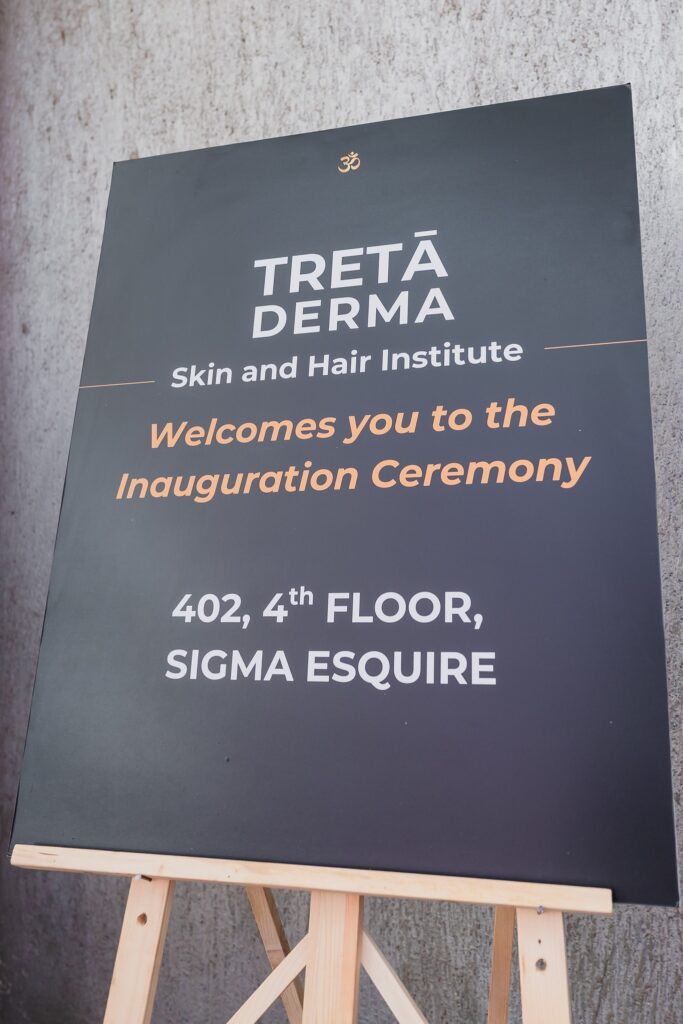 ॐ
TRETĀ
DERMA
Skin and Hair Institute
Welcomes you to the
Inauguration Ceremony
402, 4th FLOOR,
SIGMA ESQUIRE